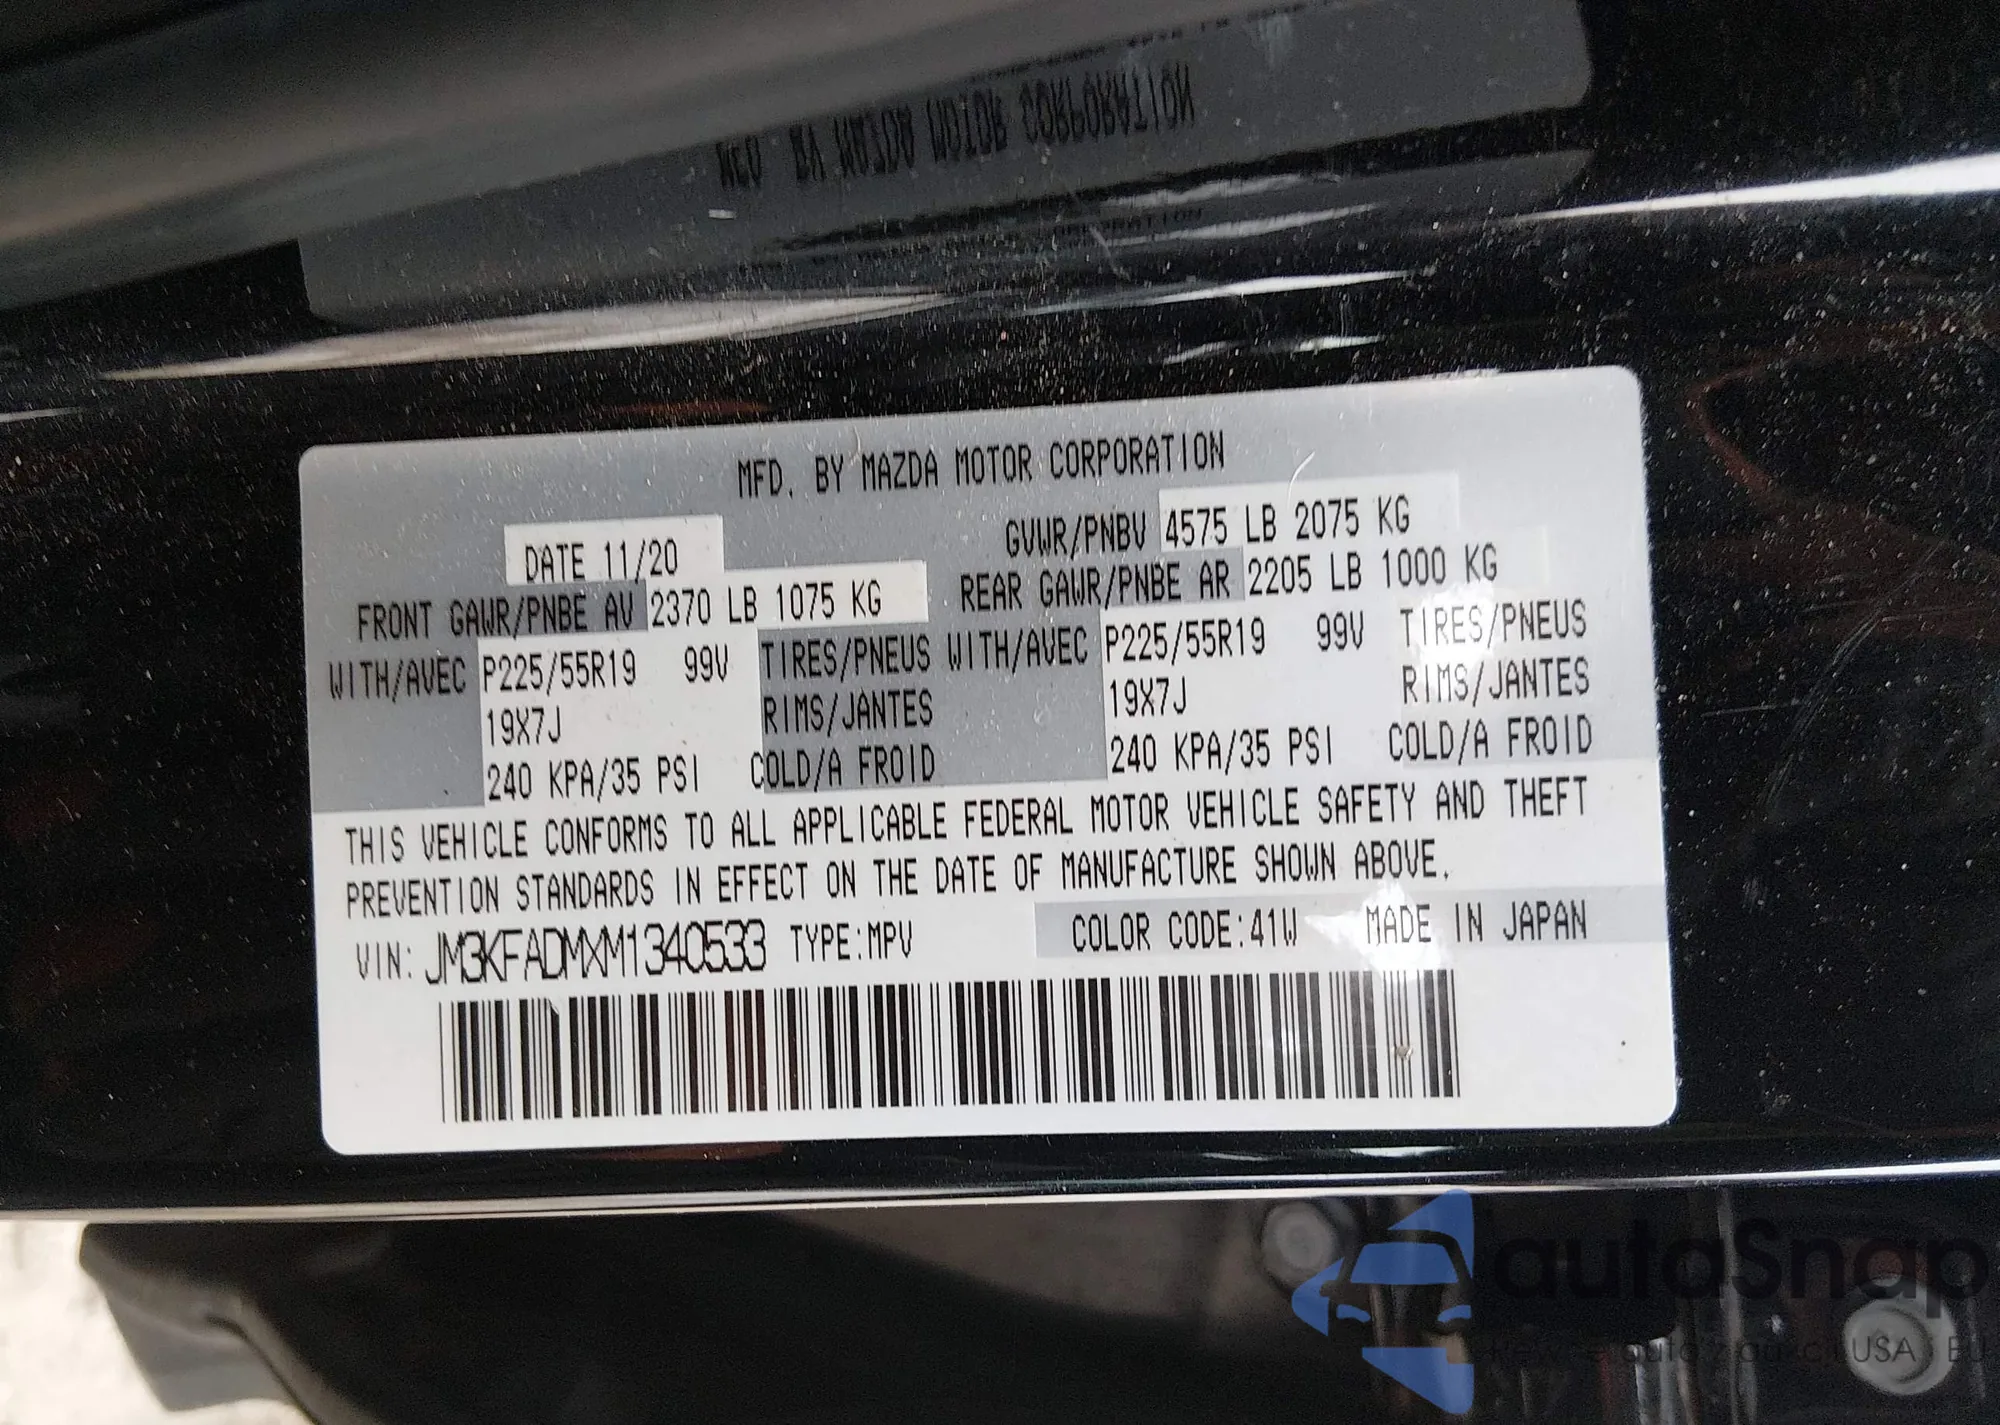 MFD. BY MAZDA MOTOR CORPORATION
DATE 11/20 GVWR/PNBV 4575 LB 2075 KG
FRONT GAWR/PNBE AV 2370 LB 1075 KG REAR GAWR/PNBE AR 2205 LB 1000 KG
WITH/AVEC P225/55R19 99V TIRES/PNEUS WITH/AVEC P225/55R19 99V TIRES/PNEUS
19X7J RIMS/JANTES 19X7J RIMS/JANTES
240 KPA/35 PSI COLD/A FROID 240 KPA/35 PSI COLD/A FROID
THIS VEHICLE CONFORMS TO ALL APPLICABLE FEDERAL MOTOR VEHICLE SAFETY AND THEFT
PREVENTION STANDARDS IN EFFECT ON THE DATE OF MANUFACTURE SHOWN ABOVE.
VIN: JM3KFADMXM1340533 TYPE:MPV COLOR CODE:41W MADE IN JAPAN
autaSnap
USA EU